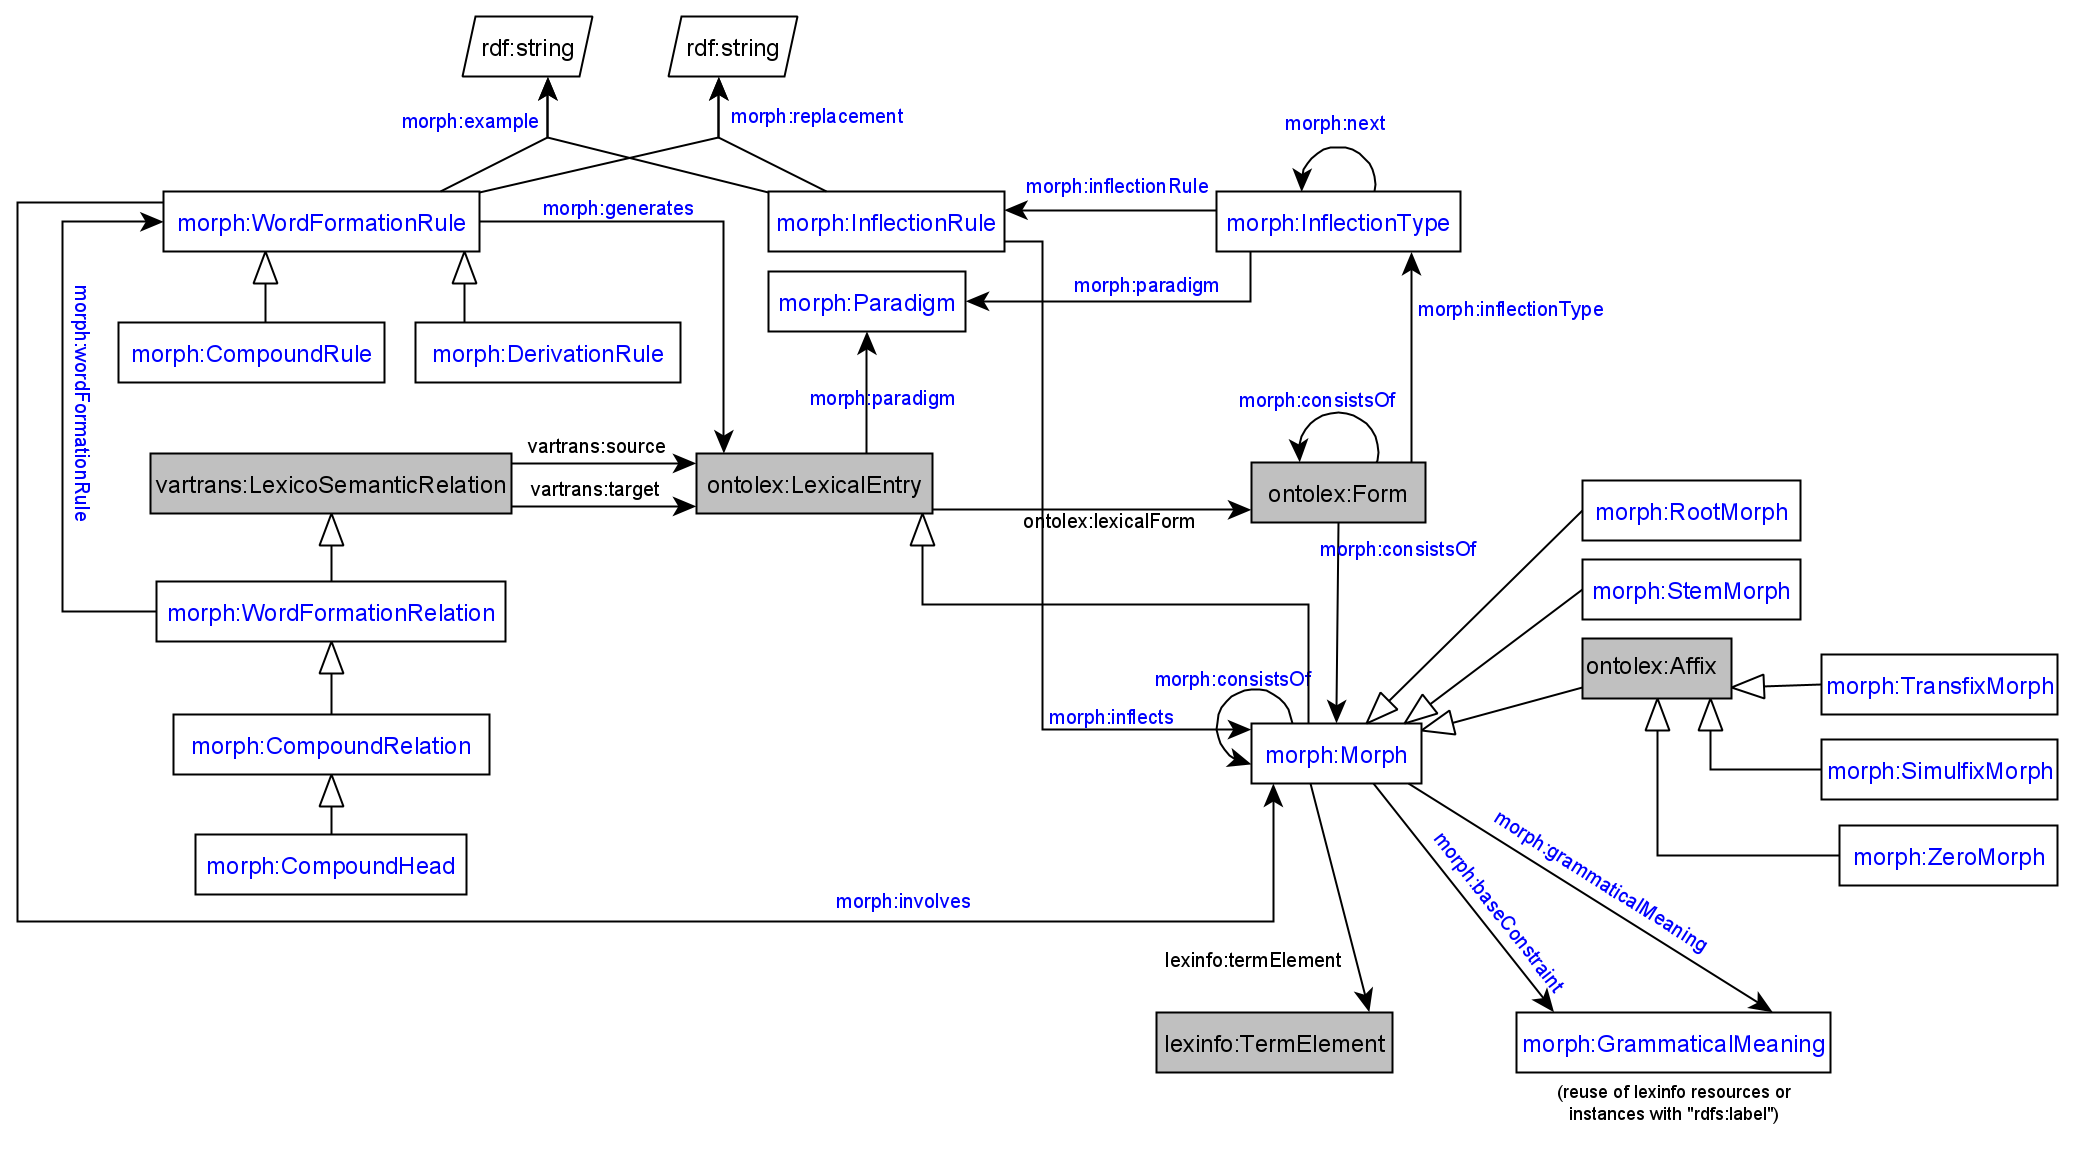 rdf:string
rdf:string
morph:example
morph:replacement
morph:next
morph:inflectionRule
morph:generates
morph:WordFormationRule
morph:InflectionRule
morph:InflectionType
morph:paradigm
morph:Paradigm
morph:inflectionType
morph:CompoundRule
morph:DerivationRule
morph:wordFormationRule
morph:paradigm
morph:consistsOf
vartrans:source
vartrans:LexicoSemanticRelation
vartrans:target
ontolex:LexicalEntry
ontolex:Form
ontolex:lexicalForm
morph:RootMorph
morph:consistsOf
morph:StemMorph
morph:WordFormationRelation
ontolex:Affix
morph:consistsOf
morph:TransfixMorph
morph:inflects
morph:CompoundRelation
morph:Morph
morph:SimulfixMorph
morph:CompoundHead
morph:ZeroMorph
morph:involves
morph:baseConstraint
morph:grammaticalMeaning
lexinfo:termElement
lexinfo:TermElement
morph:GrammaticalMeaning
(reuse of lexinfo resources or
instances with "rdfs:label")